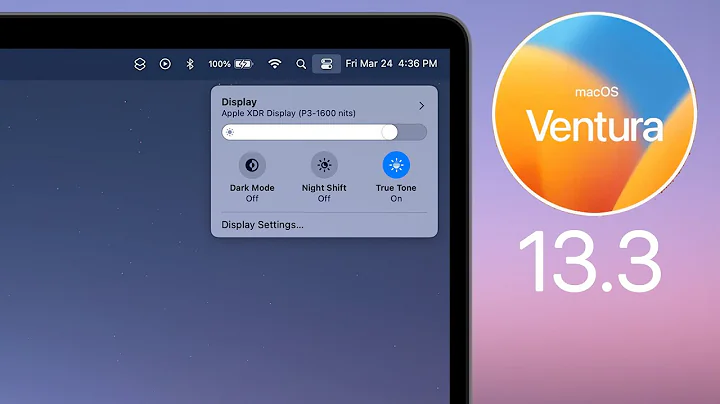 100% Fri Mar 24 4:36 PM
Display
Apple XDR Display (P3-1600 nits)
Dark Mode Night Shift True Tone
Off Off On
Display Settings...
macOS
Ventura
13.3